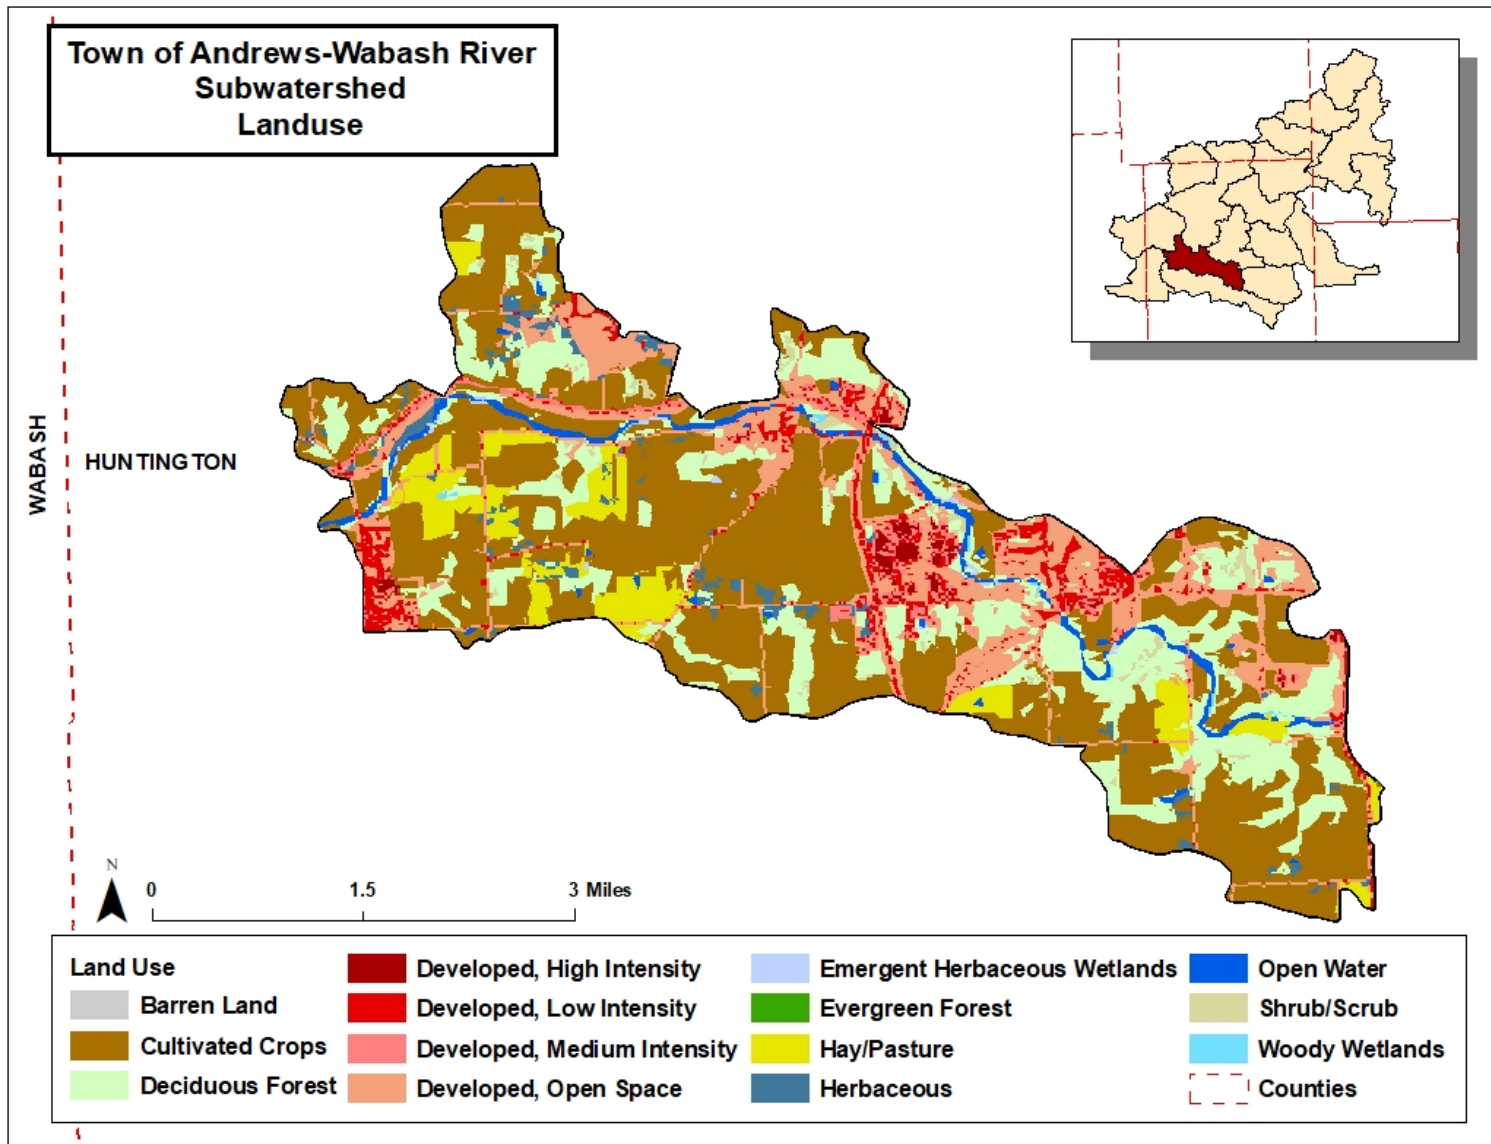 Town of Andrews-Wabash River
Subwatershed
Landuse
WABASH
HUNTINGTON
N
0 1.5 3 Miles
Land Use
Barren Land
Cultivated Crops
Deciduous Forest
Developed, High Intensity
Developed, Low Intensity
Developed, Medium Intensity
Developed, Open Space
Emergent Herbaceous Wetlands
Evergreen Forest
Hay/Pasture
Herbaceous
Open Water
Shrub/Scrub
Woody Wetlands
Counties